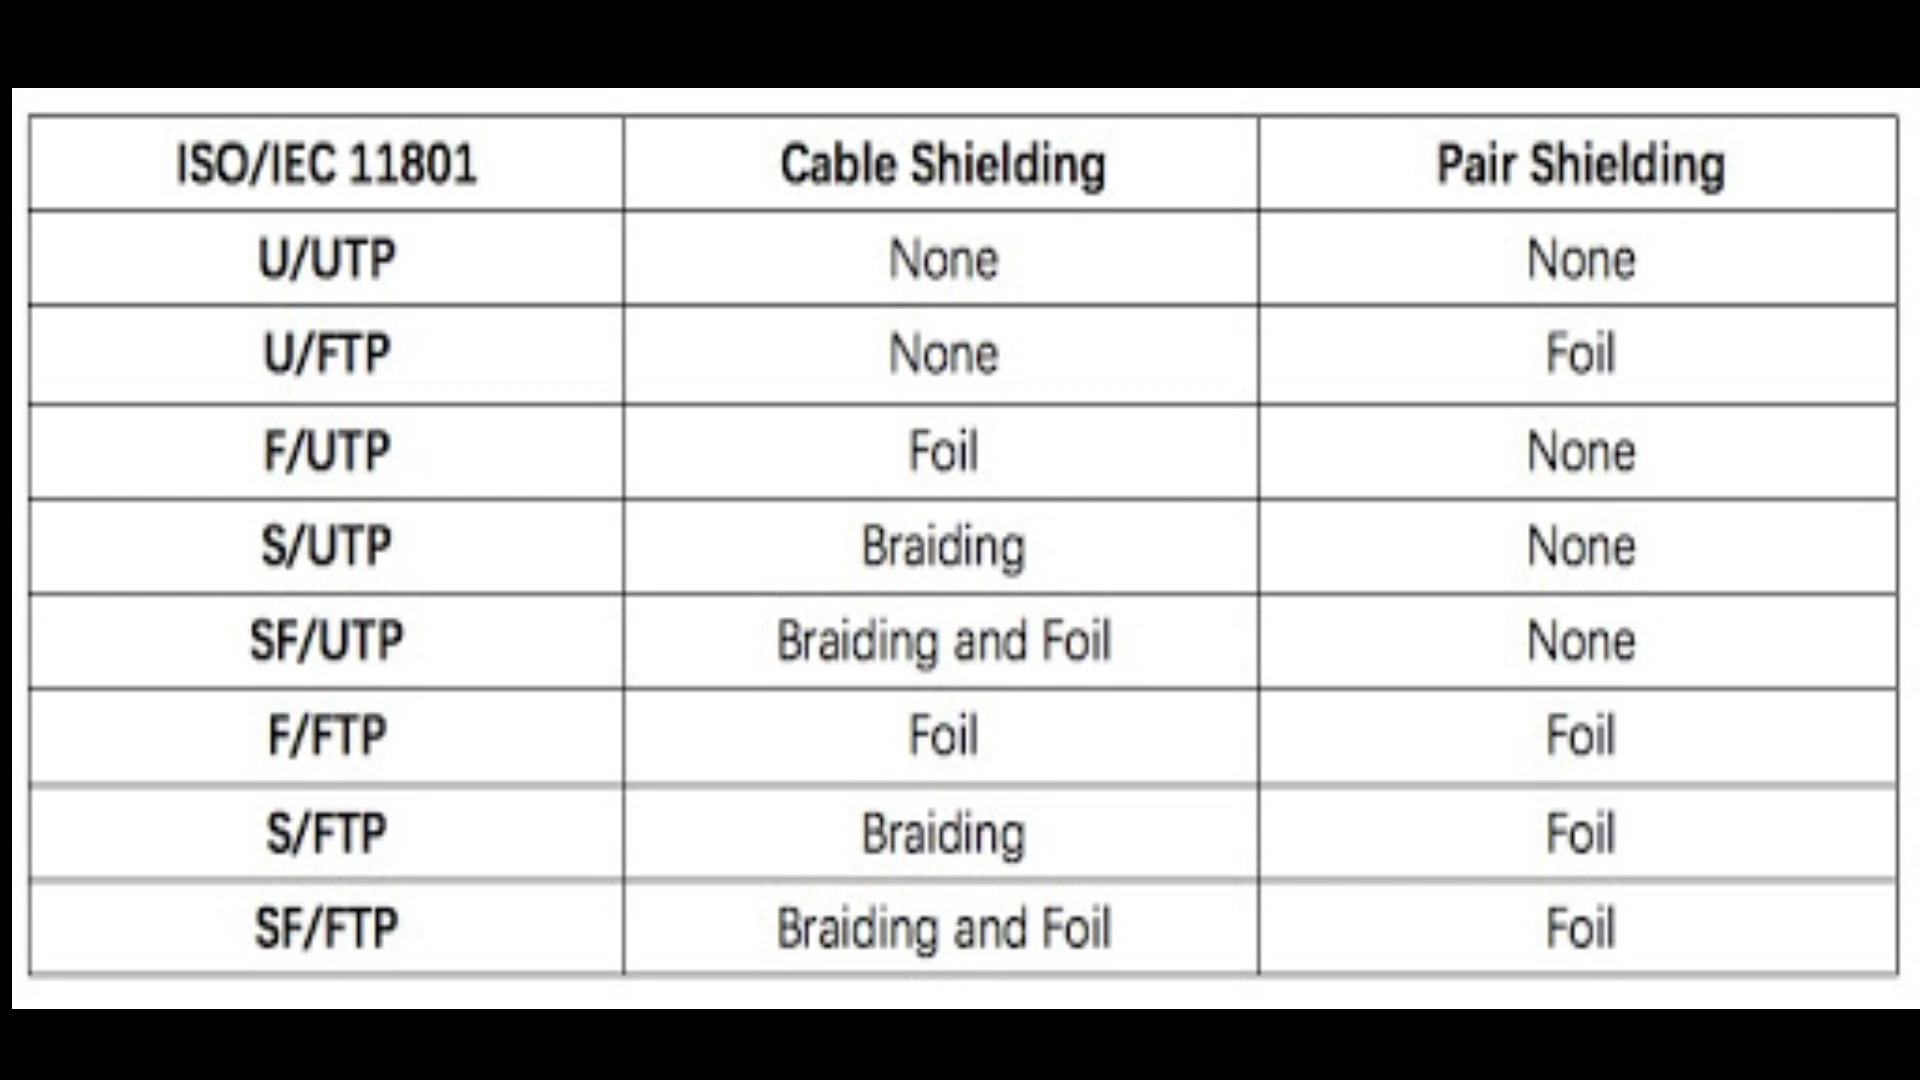 ISO/IEC 11801 Cable Shielding Pair Shielding
U/UTP None None
U/FTP None Foil
F/UTP Foil None
S/UTP Braiding None
SF/UTP Braiding and Foil None
F/FTP Foil Foil
S/FTP Braiding Foil
SF/FTP Braiding and Foil Foil